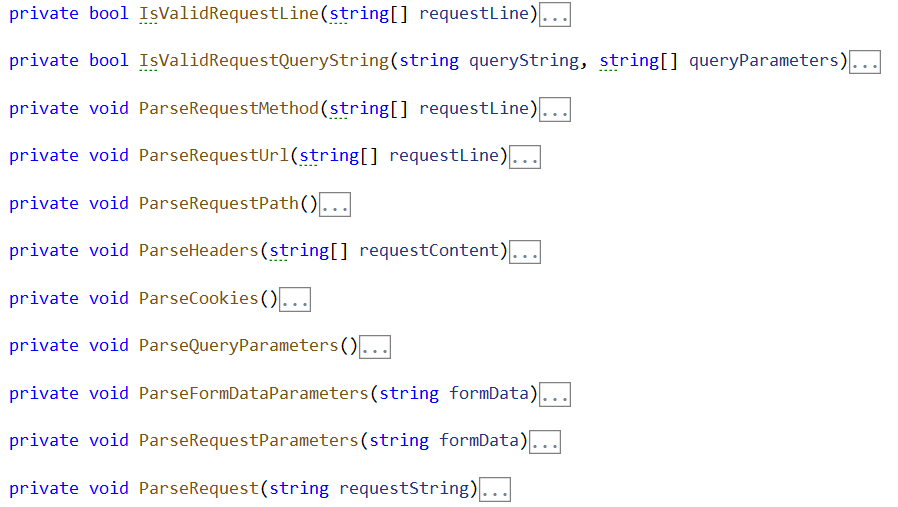 private bool IsValidRequestLine(string[] requestLine)...
private bool IsValidRequestQueryString(string queryString, string[] queryParameters)...
private void ParseRequestMethod(string[] requestLine)...
private void ParseRequestUrl(string[] requestLine)...
private void ParseRequestPath()...
private void ParseHeaders(string[] requestContent)...
private void ParseCookies()...
private void ParseQueryParameters()...
private void ParseFormDataParameters(string formData)...
private void ParseRequestParameters(string formData)...
private void ParseRequest(string requestString)...